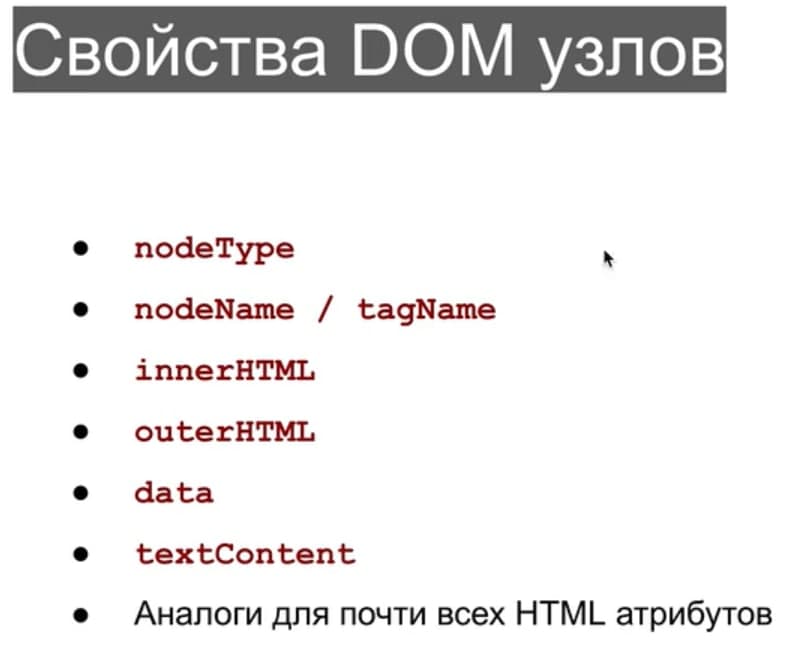 Свойства DOM узлов
● nodeType
● nodeName / tagName
● innerHTML
● outerHTML
● data
● textContent
● Аналоги для почти всех HTML атрибутов